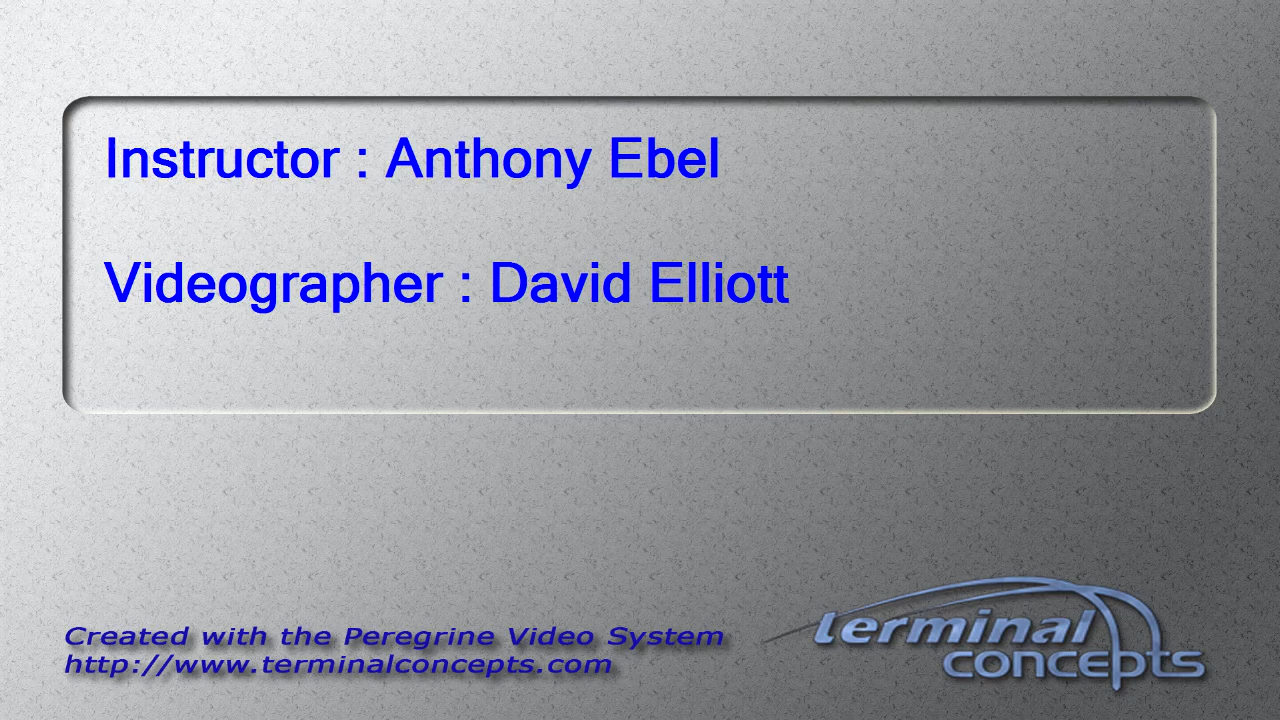 Instructor : Anthony Ebel
Videographer : David Elliott
Created with the Peregrine Video System
http://www.terminalconcepts.com
terminal
concepts